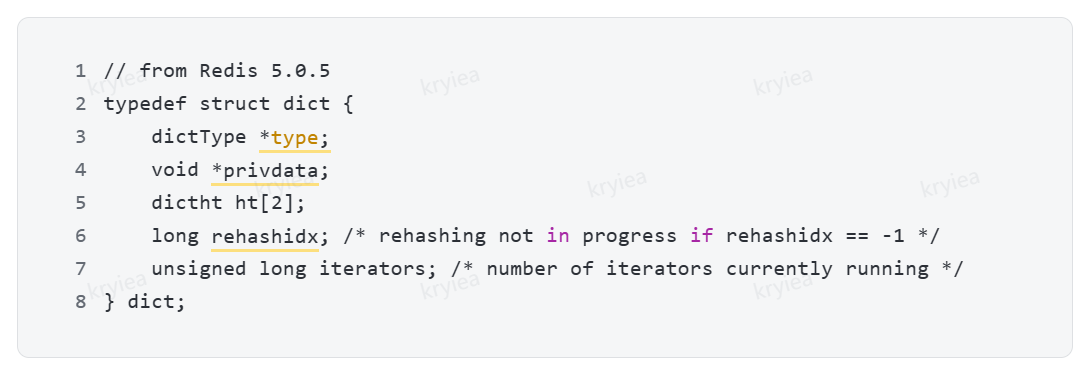 1 // from Redis 5.0.5
2 typedef struct dict {
3     dictType *type;
4     void *privdata;
5     dictht ht[2];
6     long rehashidx; /* rehashing not in progress if rehashidx == -1 */
7     unsigned long iterators; /* number of iterators currently running */
8 } dict;
kryiea
kryiea
kryiea
kryiea
kryiea
kryiea
kryiea
kryiea
kryiea